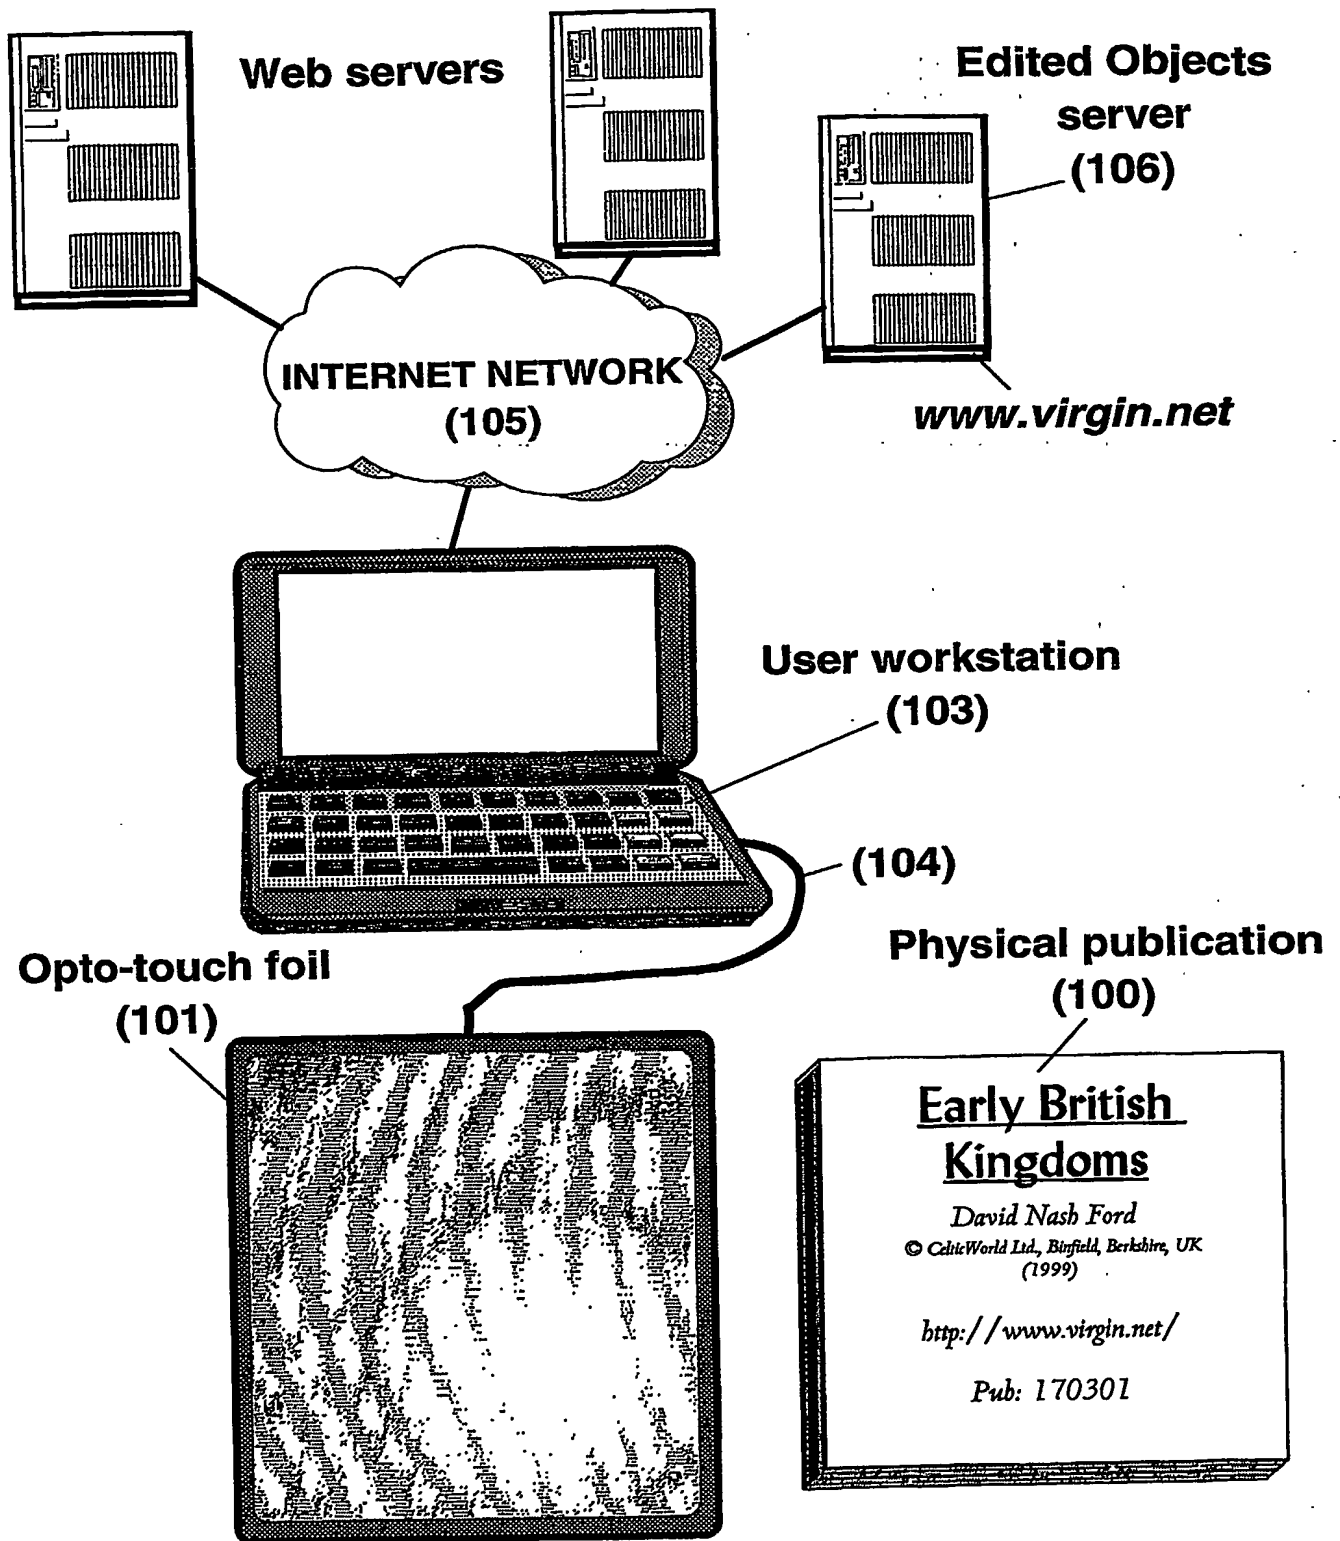 Web servers
Edited Objects
server
(106)
INTERNET NETWORK
(105)
www.virgin.net
User workstation
(103)
(104)
Opto-touch foil
(101)
Physical publication
(100)
Early British
Kingdoms
David Nash Ford
© CelticWorld Ltd., Binfield, Berkshire, UK
(1999)
http://www.virgin.net/
Pub: 170301